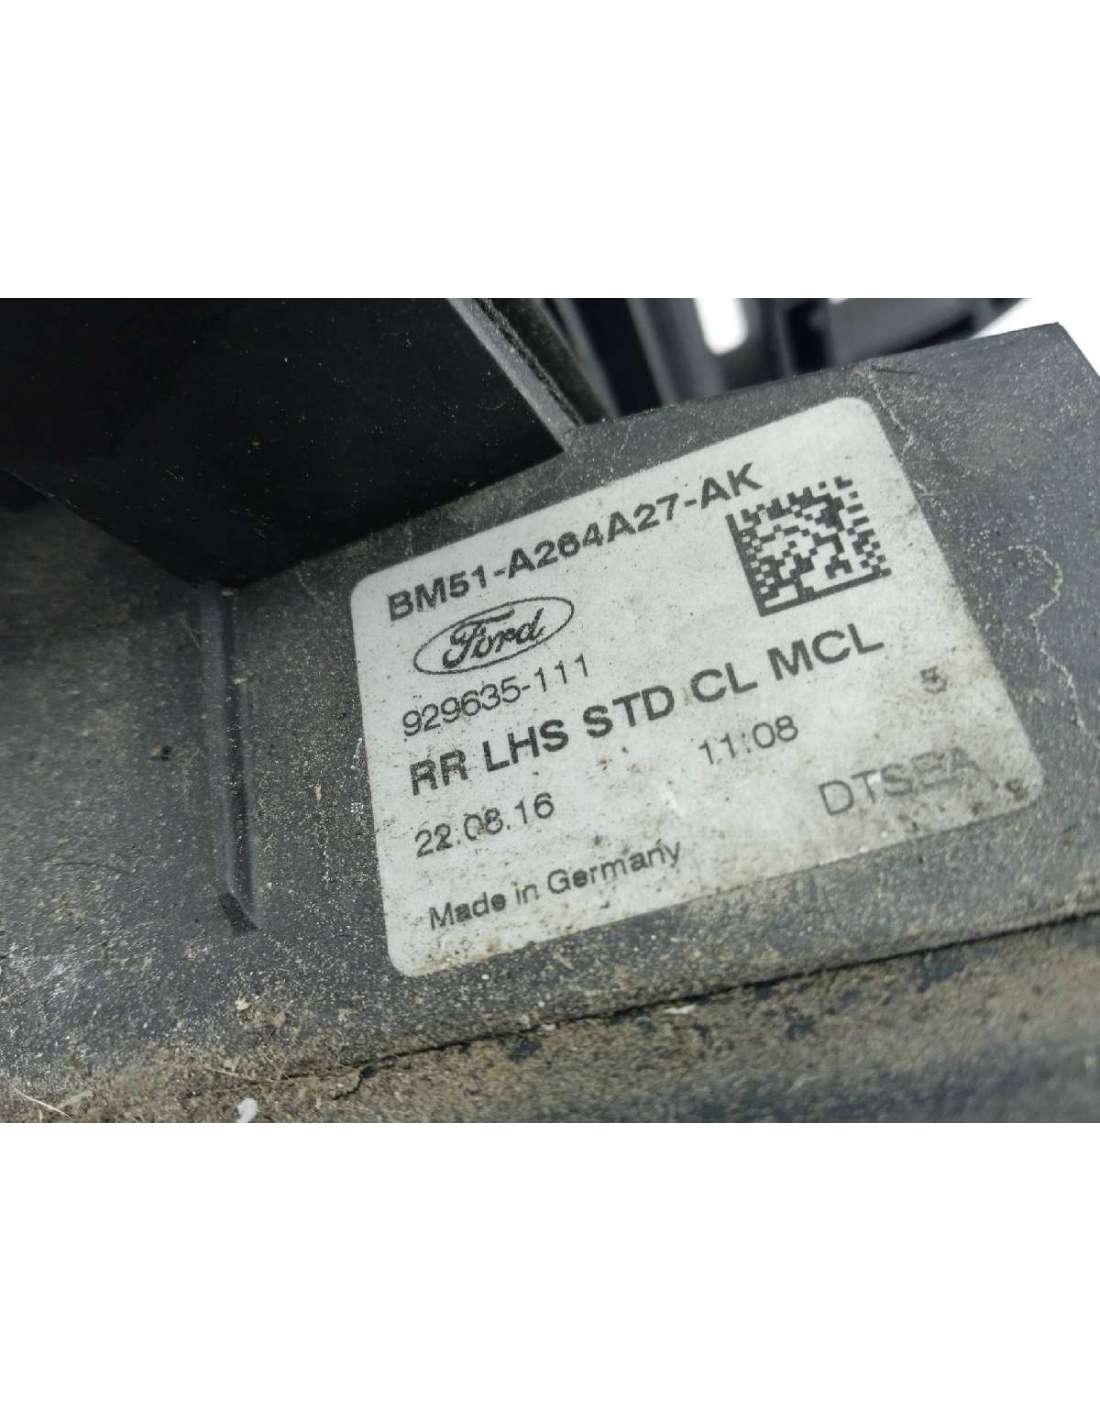 BM51-A264A27-AK
Ford
929635-111
RR LHS STD CL MCL
22.08.16 11:08 5
Made in Germany DTSEA